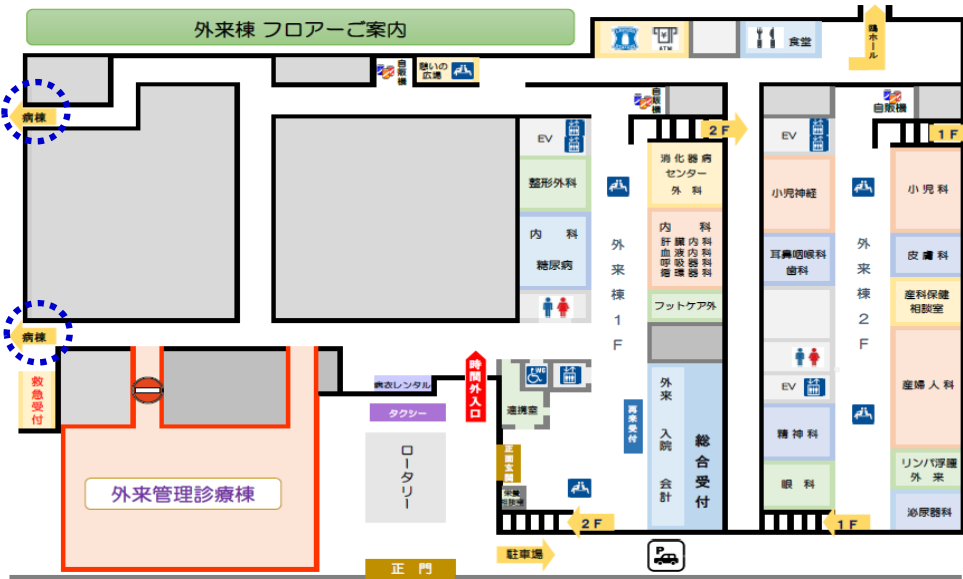 外来棟 フロアーご案内
ATM
食堂
鵡ホール
自販機
憩いの
広場
病棟
自販機
2F
自販機
1F
EV
整形外科
内 科
糖尿病
消化器病
センター
外 科
内 科
肝臓内科
血液内科
呼吸器科
循環器科
フットケア外
外来棟1F
EV
小児神経
耳鼻咽喉科
歯科
EV
精神科
眼科
外来棟2F
小児科
皮膚科
産科保健
相談室
産婦人科
リンパ浮腫
外来
泌尿器科
病棟
救急受付
外来管理診療棟
病衣レンタル
タクシー
ロータリー
正門
時間外入口
WC
連携室
正面玄関
栄養
相談室
再来受付
外来 入院 会計
総合受付
2F
1F
駐車場
P